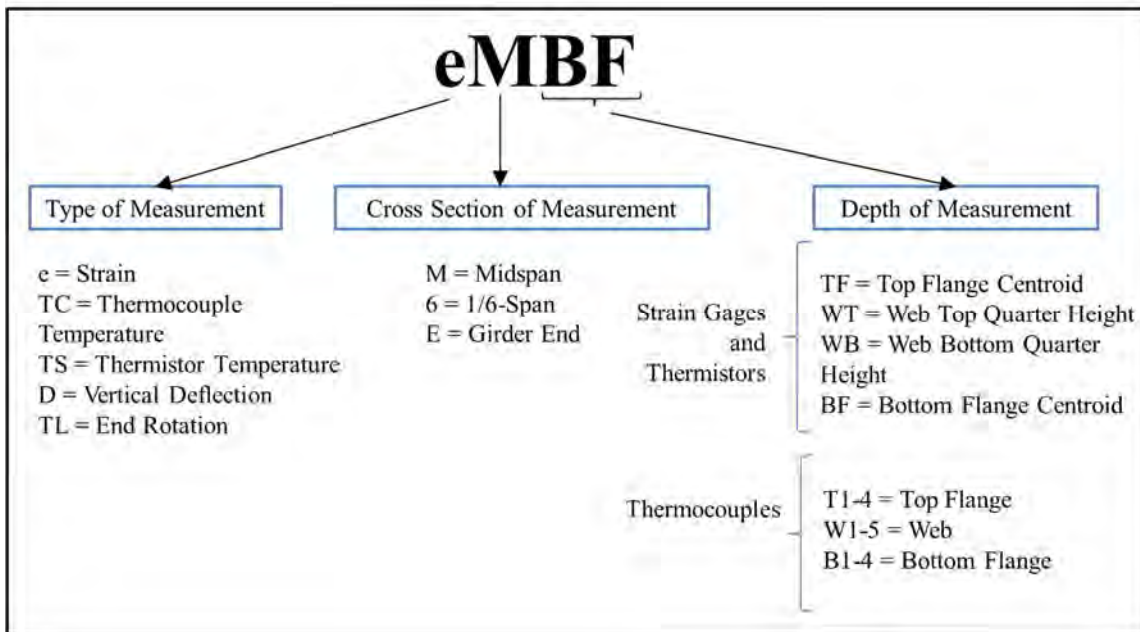 eMBF
Type of Measurement
Cross Section of Measurement
Depth of Measurement
e = Strain
TC = Thermocouple
Temperature
TS = Thermistor Temperature
D = Vertical Deflection
TL = End Rotation
M = Midspan
6 = 1/6-Span
E = Girder End
Strain Gages
and
Thermistors
TF = Top Flange Centroid
WT = Web Top Quarter Height
WB = Web Bottom Quarter
Height
BF = Bottom Flange Centroid
Thermocouples
T1-4 = Top Flange
W1-5 = Web
B1-4 = Bottom Flange